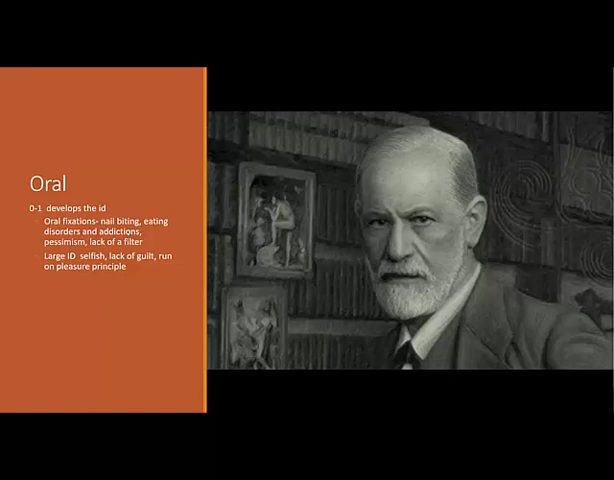 Oral
0-1 develops the id
Oral fixations- nail biting, eating
disorders and addictions,
pessimism, lack of a filter
Large ID selfish, lack of guilt, run
on pleasure principle